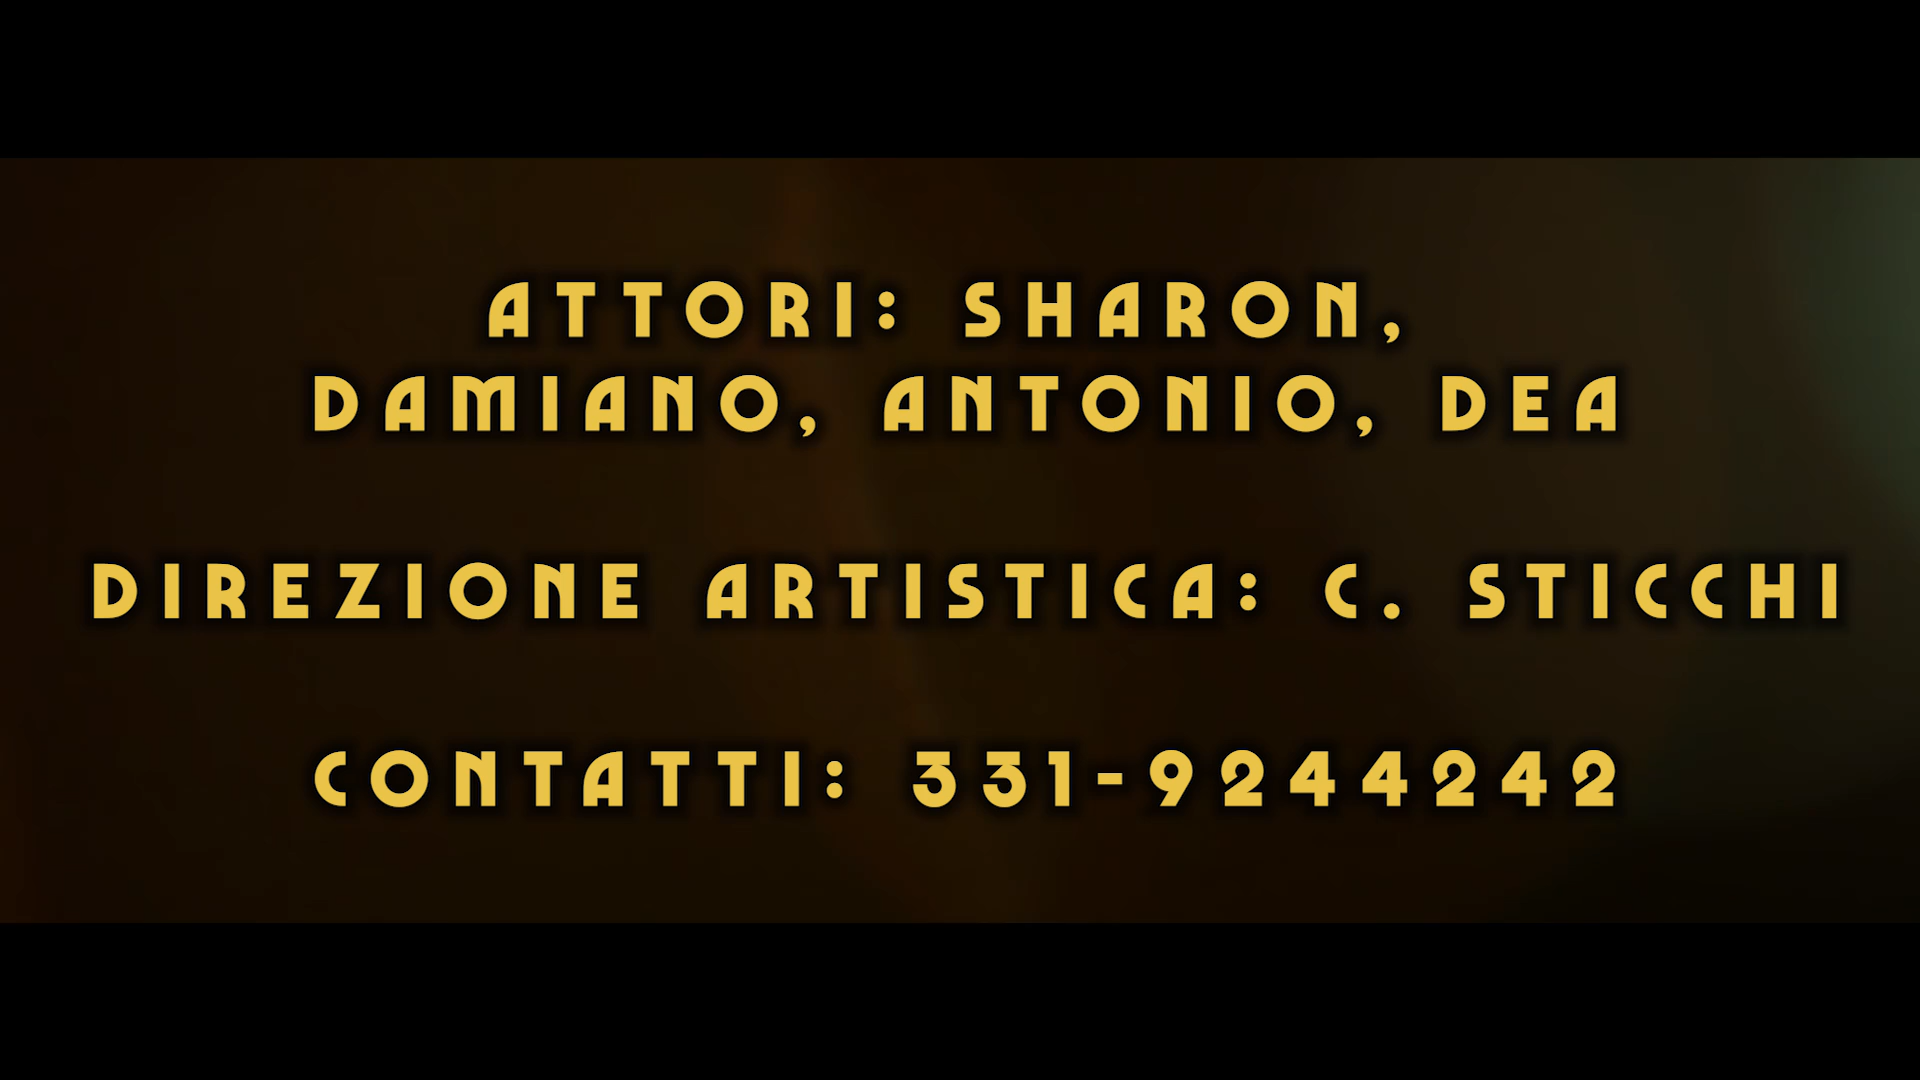 ATTORI: SHARON,
DAMIANO, ANTONIO, DEA
DIREZIONE ARTISTICA: C. STICCHI
CONTATTI: 331-9244242